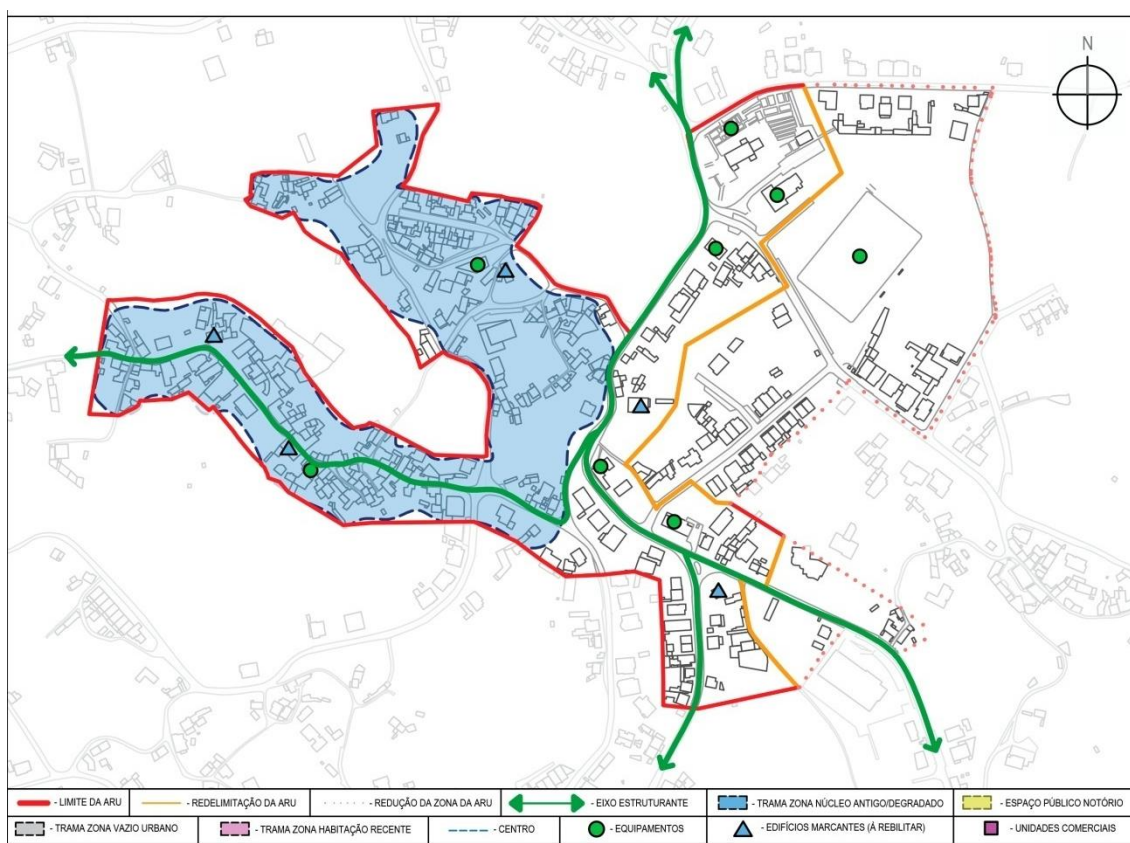 N
- LIMITE DA ARU
- REDELIMITAÇÃO DA ARU
- REDUÇÃO DA ZONA DA ARU
- EIXO ESTRUTURANTE
- TRAMA ZONA NÚCLEO ANTIGO/DEGRADADO
- ESPAÇO PÚBLICO NOTÓRIO
- TRAMA ZONA VAZIO URBANO
- TRAMA ZONA HABITAÇÃO RECENTE
- CENTRO
- EQUIPAMENTOS
- EDIFÍCIOS MARCANTES (Á REBILITAR)
- UNIDADES COMERCIAIS